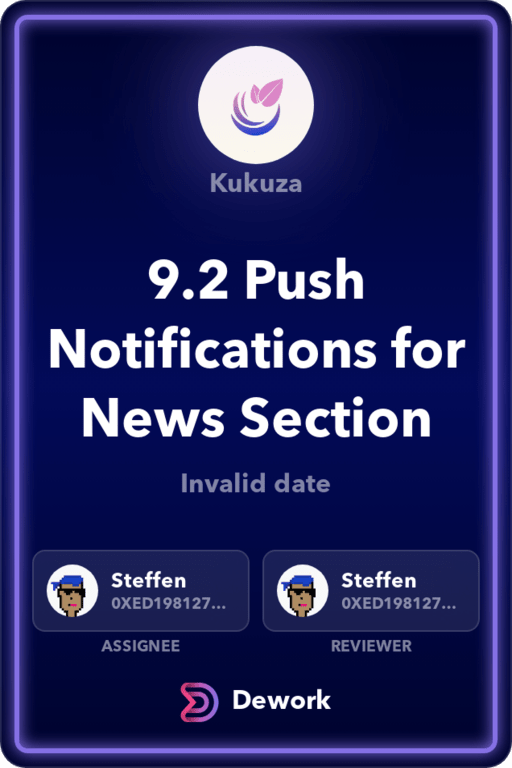 Kukuza
9.2 Push
Notifications for
News Section
Invalid date
Steffen
0XED198127...
ASSIGNEE
Steffen
0XED198127...
REVIEWER
Dework